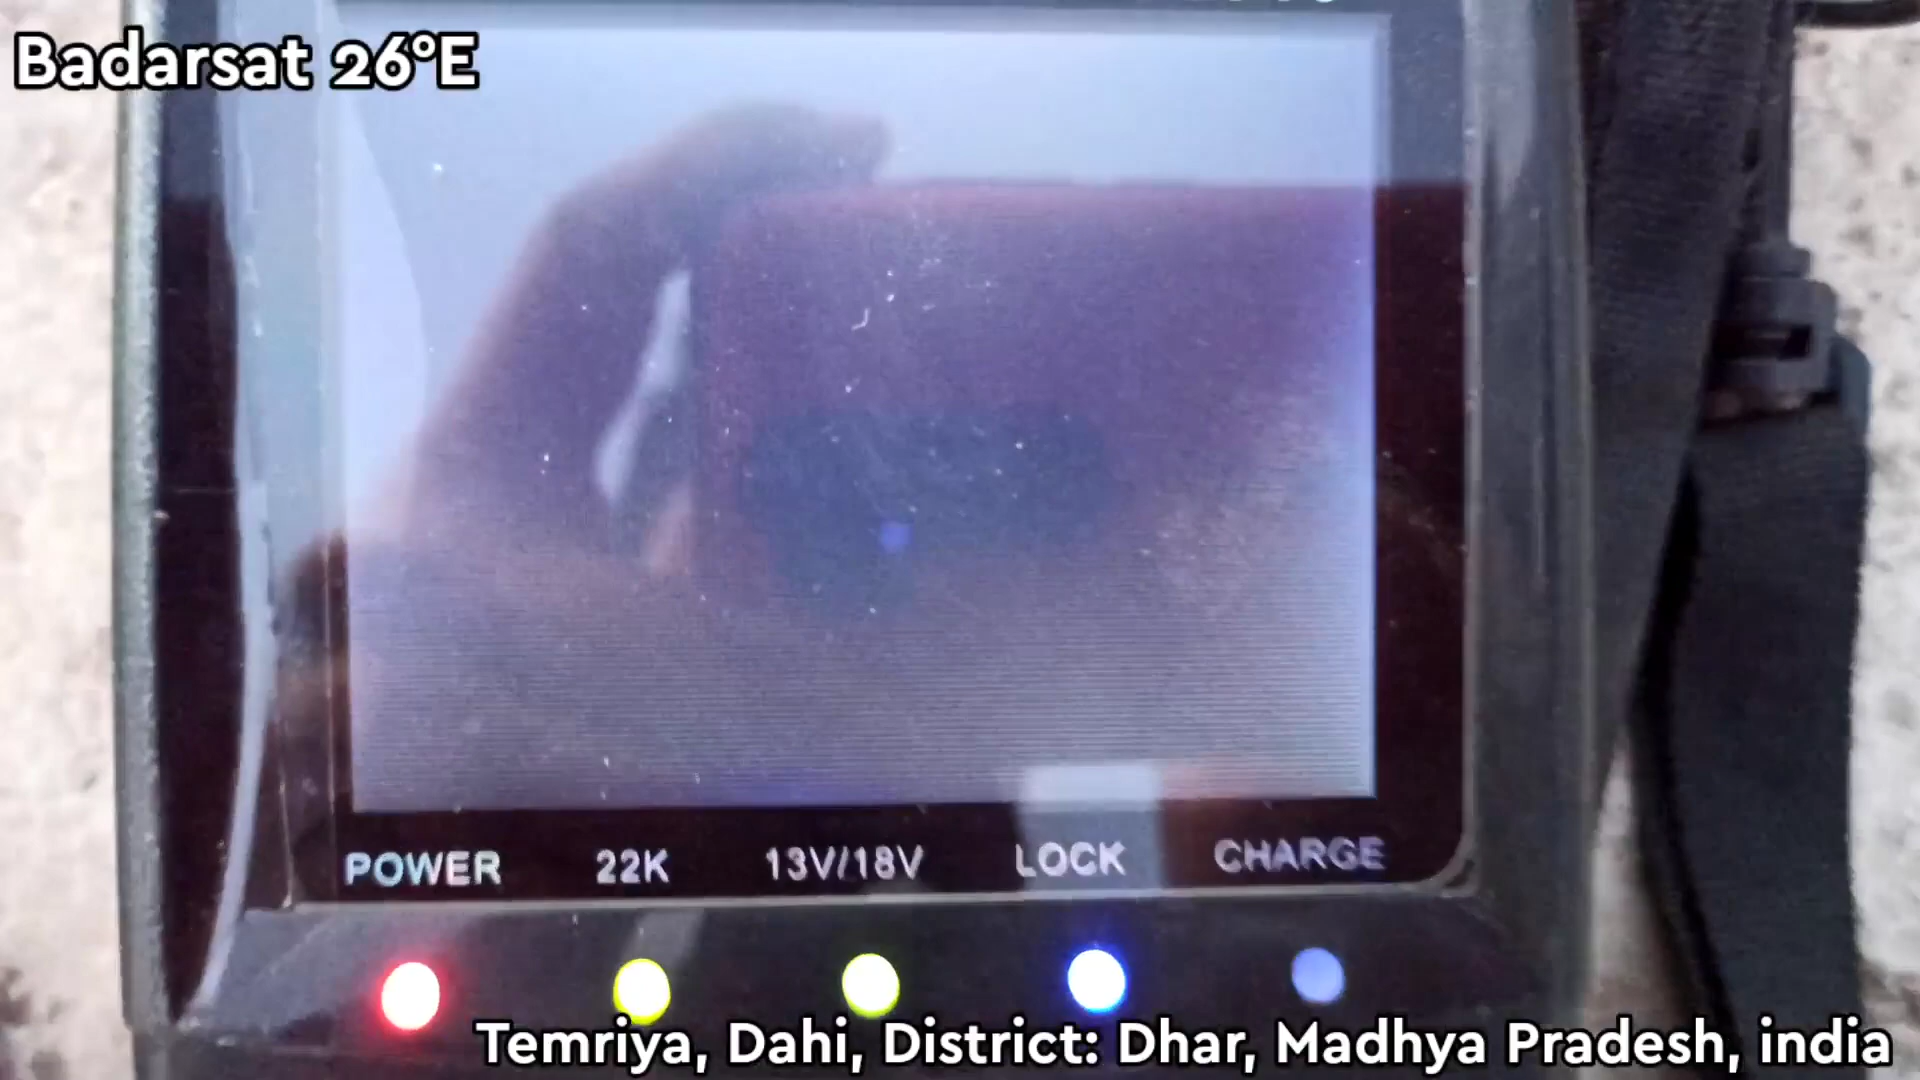 Badarsat 26°E
POWER 22K 13V/18V LOCK CHARGE
Temriya, Dahi, District: Dhar, Madhya Pradesh, india